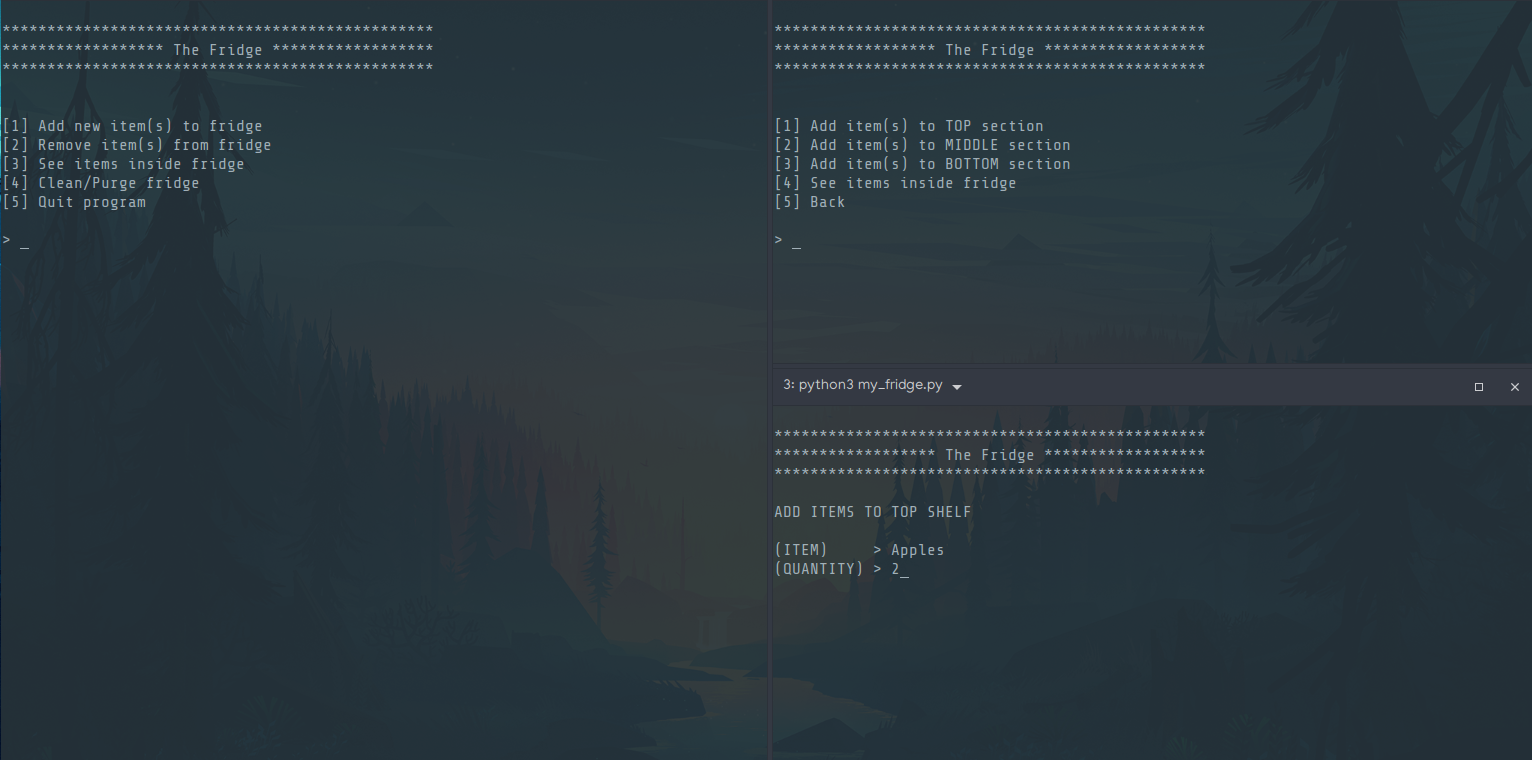 ************************************************
****************** The Fridge ******************
************************************************
[1] Add new item(s) to fridge
[2] Remove item(s) from fridge
[3] See items inside fridge
[4] Clean/Purge fridge
[5] Quit program
> _
************************************************
****************** The Fridge ******************
************************************************
[1] Add item(s) to TOP section
[2] Add item(s) to MIDDLE section
[3] Add item(s) to BOTTOM section
[4] See items inside fridge
[5] Back
> _
3: python3 my_fridge.py
************************************************
****************** The Fridge ******************
************************************************
ADD ITEMS TO TOP SHELF
(ITEM)     > Apples
(QUANTITY) > 2_